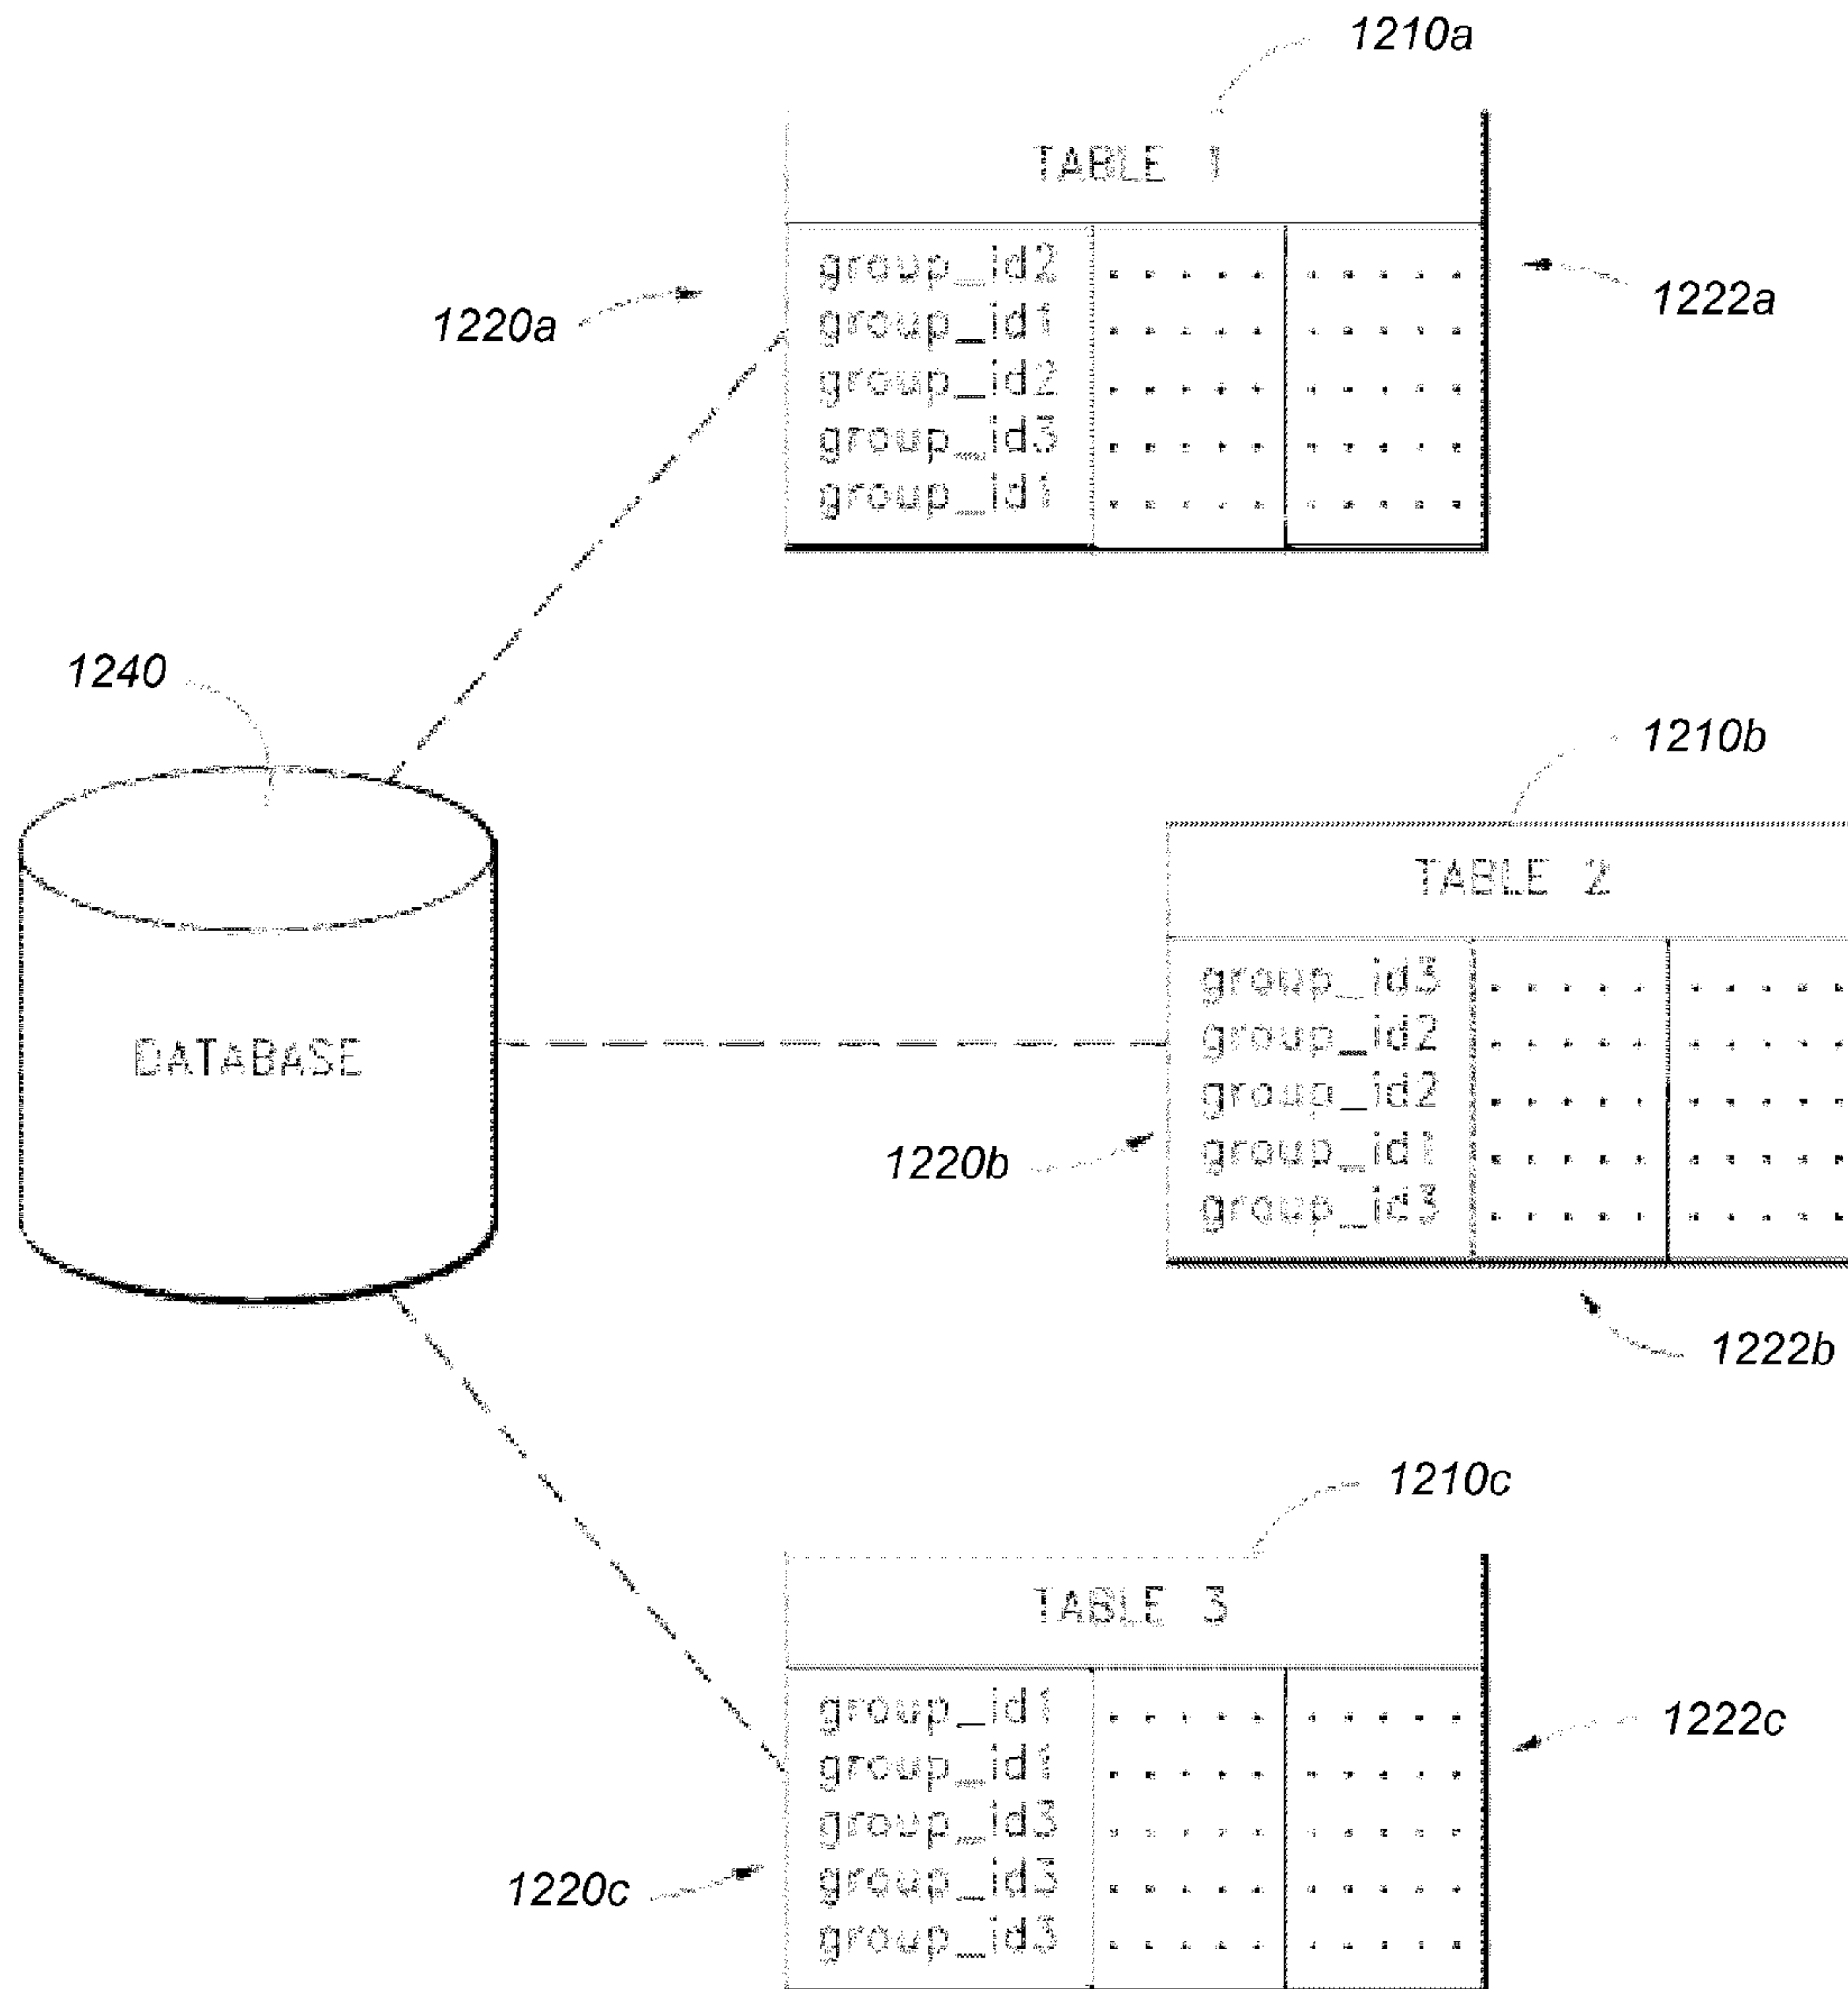 1210a
TABLE 1
group_id2 . . . . . . . . . .
group_id1 . . . . . . . . . .
group_id2 . . . . . . . . . .
group_id3 . . . . . . . . . .
group_id1 . . . . . . . . . .
1220a
1222a
1240
DATABASE
1210b
TABLE 2
group_id3 . . . . . . . . . .
group_id2 . . . . . . . . . .
group_id2 . . . . . . . . . .
group_id1 . . . . . . . . . .
group_id3 . . . . . . . . . .
1220b
1222b
1210c
TABLE 3
group_id1 . . . . . . . . . .
group_id1 . . . . . . . . . .
group_id3 . . . . . . . . . .
group_id3 . . . . . . . . . .
group_id3 . . . . . . . . . .
1222c
1220c